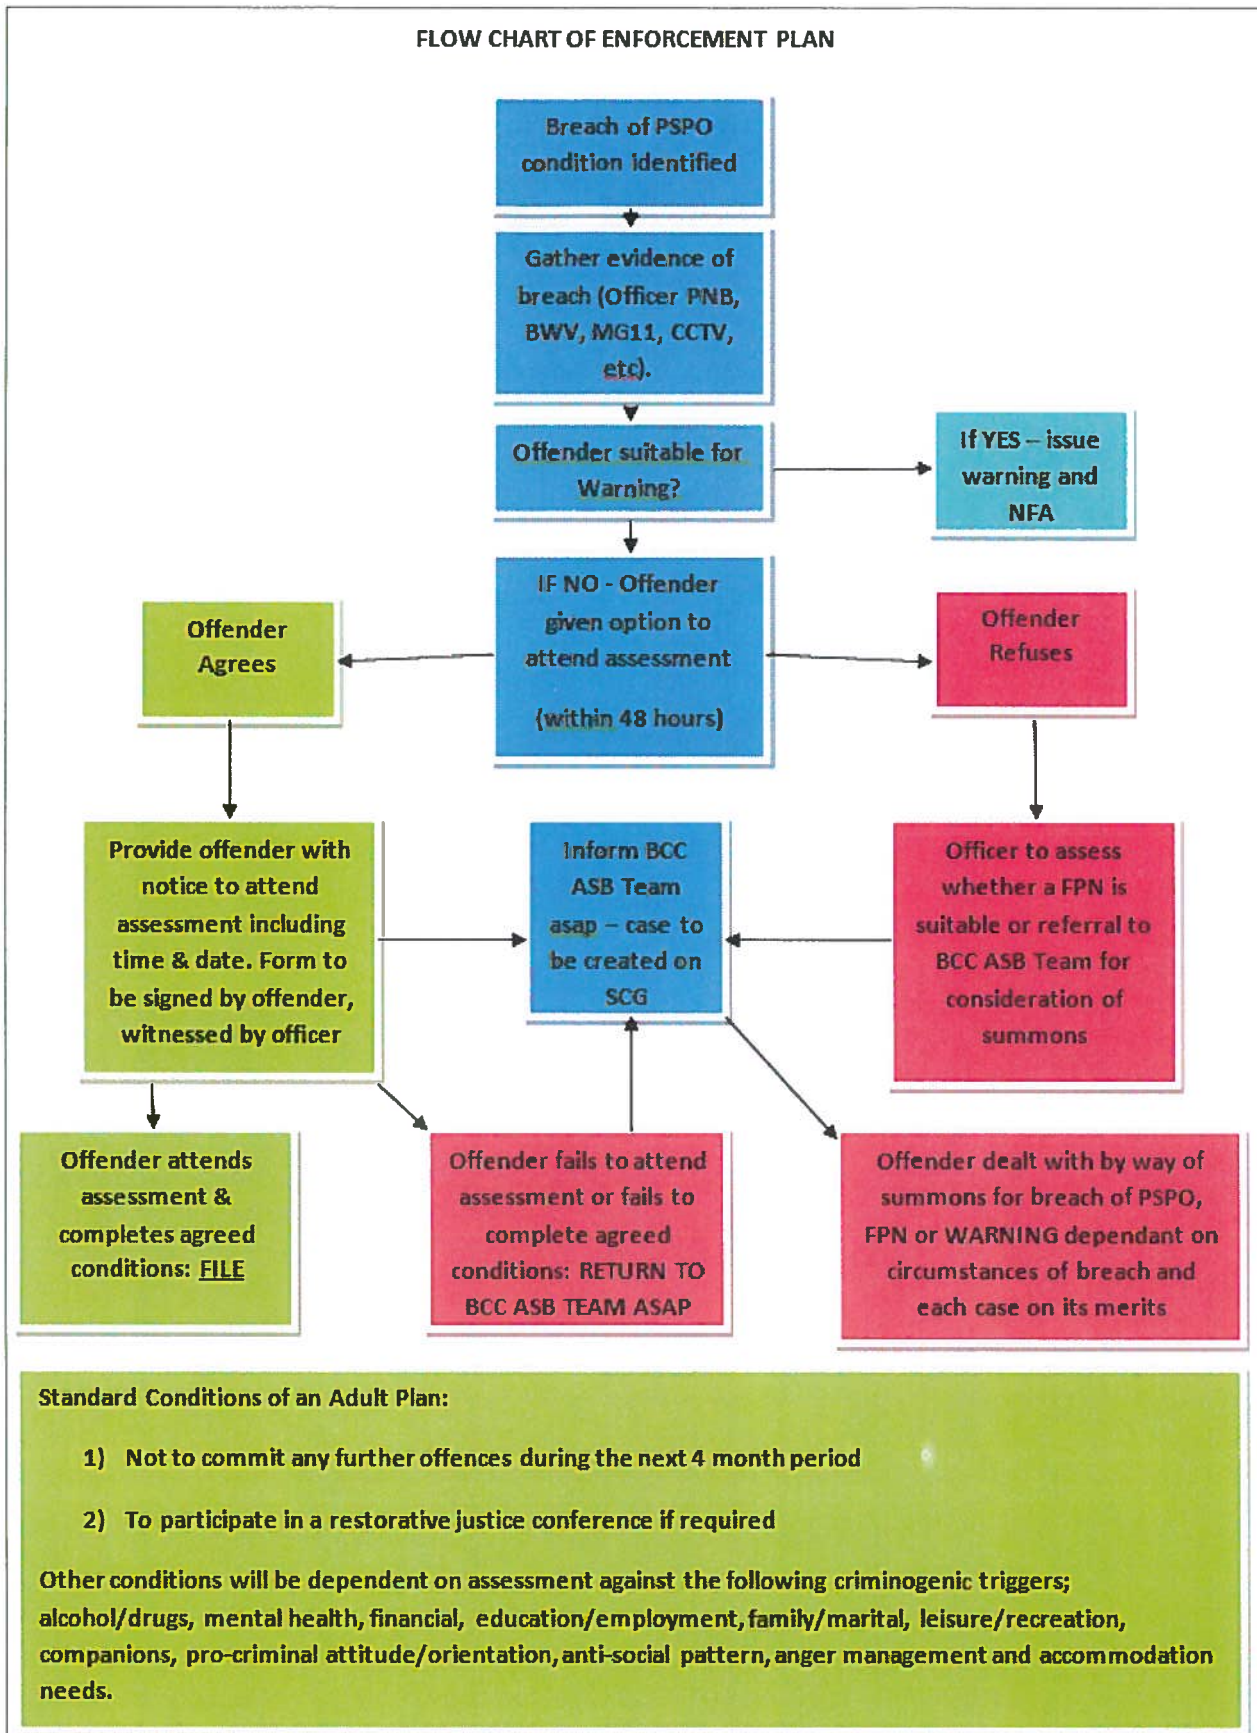 FLOW CHART OF ENFORCEMENT PLAN
Breach of PSPO
condition identified
Gather evidence of
breach (Officer PNB,
BWV, MG11, CCTV,
etc).
Offender suitable for
Warning?
If YES – issue
warning and
NFA
IF NO - Offender
given option to
attend assessment
(within 48 hours)
Offender
Agrees
Offender
Refuses
Provide offender with
notice to attend
assessment including
time & date. Form to
be signed by offender,
witnessed by officer
Inform BCC
ASB Team
asap – case to
be created on
SCG
Officer to assess
whether a FPN is
suitable or referral to
BCC ASB Team for
consideration of
summons
Offender attends
assessment &
completes agreed
conditions: FILE
Offender fails to attend
assessment or fails to
complete agreed
conditions: RETURN TO
BCC ASB TEAM ASAP
Offender dealt with by way of
summons for breach of PSPO,
FPN or WARNING dependant on
circumstances of breach and
each case on its merits
Standard Conditions of an Adult Plan:
1) Not to commit any further offences during the next 4 month period
2) To participate in a restorative justice conference if required
Other conditions will be dependent on assessment against the following criminogenic triggers;
alcohol/drugs, mental health, financial, education/employment, family/marital, leisure/recreation,
companions, pro-criminal attitude/orientation, anti-social pattern, anger management and accommodation
needs.